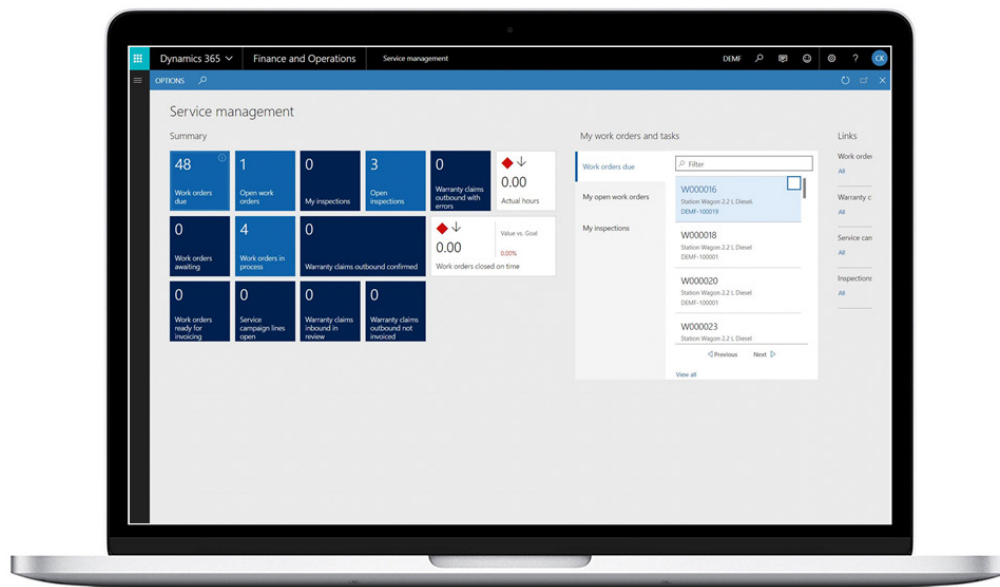 Dynamics 365
Finance and Operations
Service management
DEMF
?
CK
OPTIONS
Service management
Summary
48
Work orders
due
1
Open work
orders
0
My inspections
3
Open
inspections
0
Warranty claims
outbound with
errors
0.00
Actual hours
0
Work orders
awaiting
4
Work orders in
process
0
Warranty claims outbound confirmed
0.00
Value vs. Goal
0.00%
Work orders closed on time
0
Work orders
ready for
invoicing
0
Service
campaign lines
open
0
Warranty claims
inbound in
review
0
Warranty claims
outbound not
invoiced
My work orders and tasks
Work orders due
My open work orders
My inspections
Filter
W000016
Station Wagon 2.2 L Diesel
DEMF-100019
W000018
Station Wagon 2.2 L Diesel
DEMF-100001
W000020
Station Wagon 2.2 L Diesel
DEMF-100001
W000023
Station Wagon 2.2 L Diesel
Previous Next
View all
Links
Work order
All
Warranty c
All
Service can
All
Inspections
All